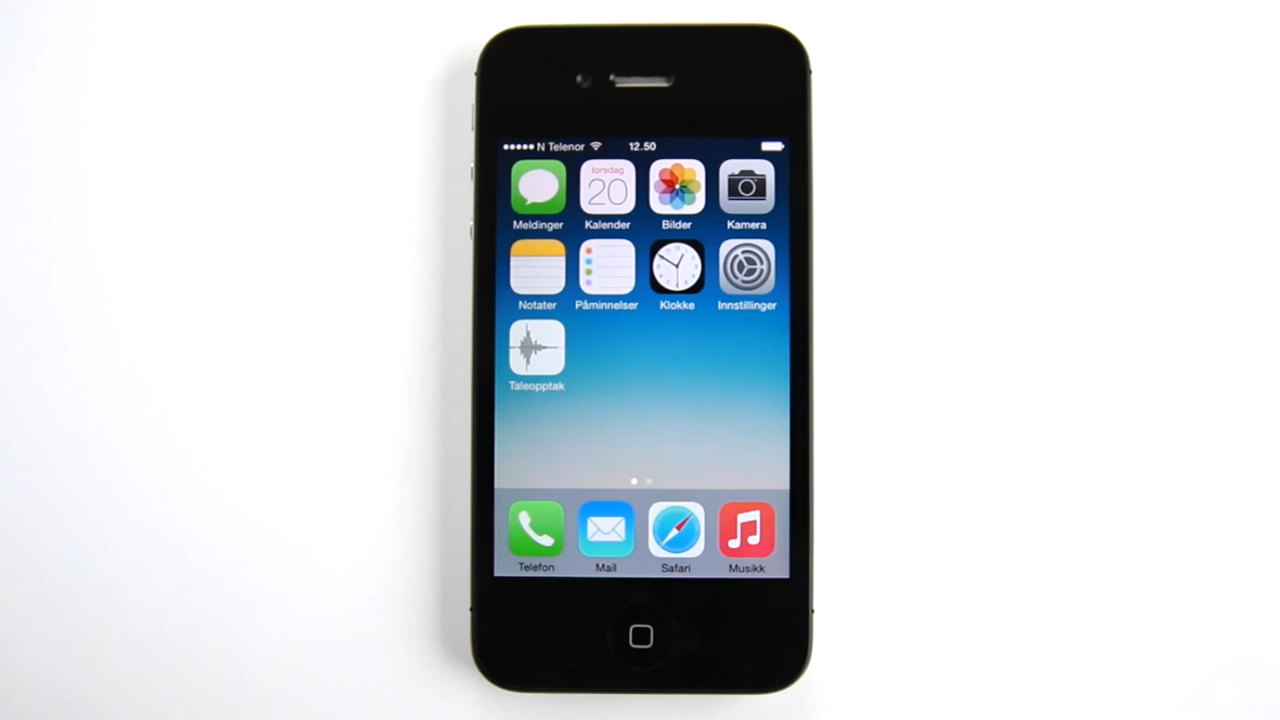 N Telenor 12.50
torsdag
20
Meldinger Kalender Bilder Kamera
Notater Påminnelser Klokke Innstillinger
Taleopptak
Telefon Mail Safari Musikk